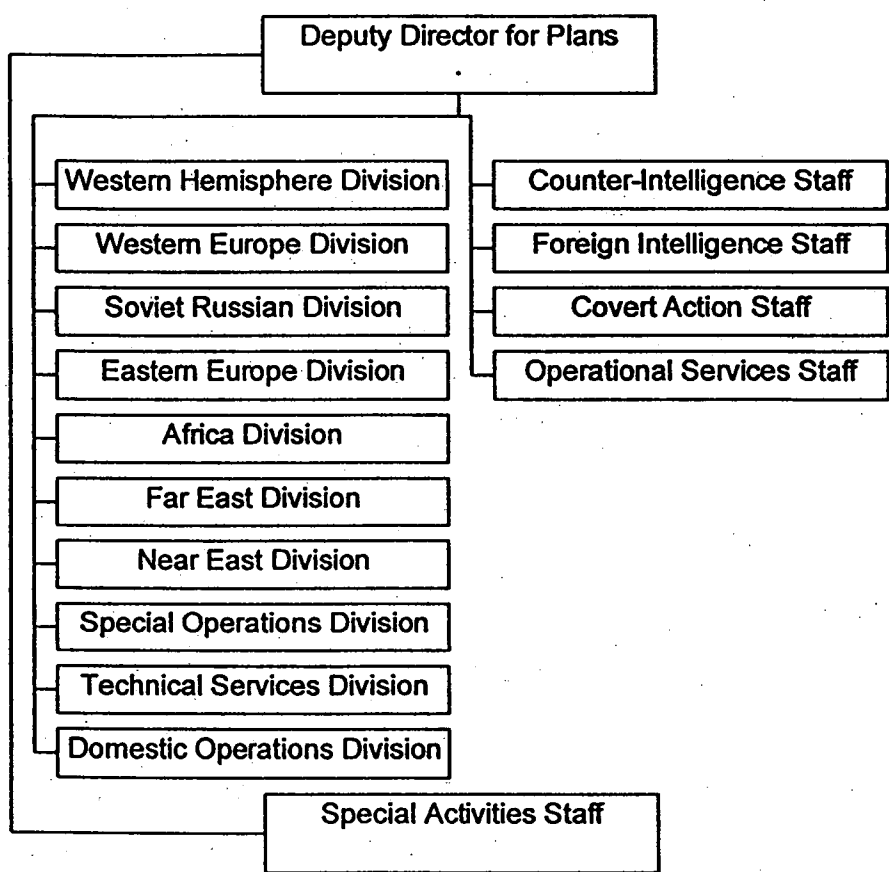 Deputy Director for Plans
Western Hemisphere Division
Western Europe Division
Soviet Russian Division
Eastern Europe Division
Africa Division
Far East Division
Near East Division
Special Operations Division
Technical Services Division
Domestic Operations Division
Counter-Intelligence Staff
Foreign Intelligence Staff
Covert Action Staff
Operational Services Staff
Special Activities Staff